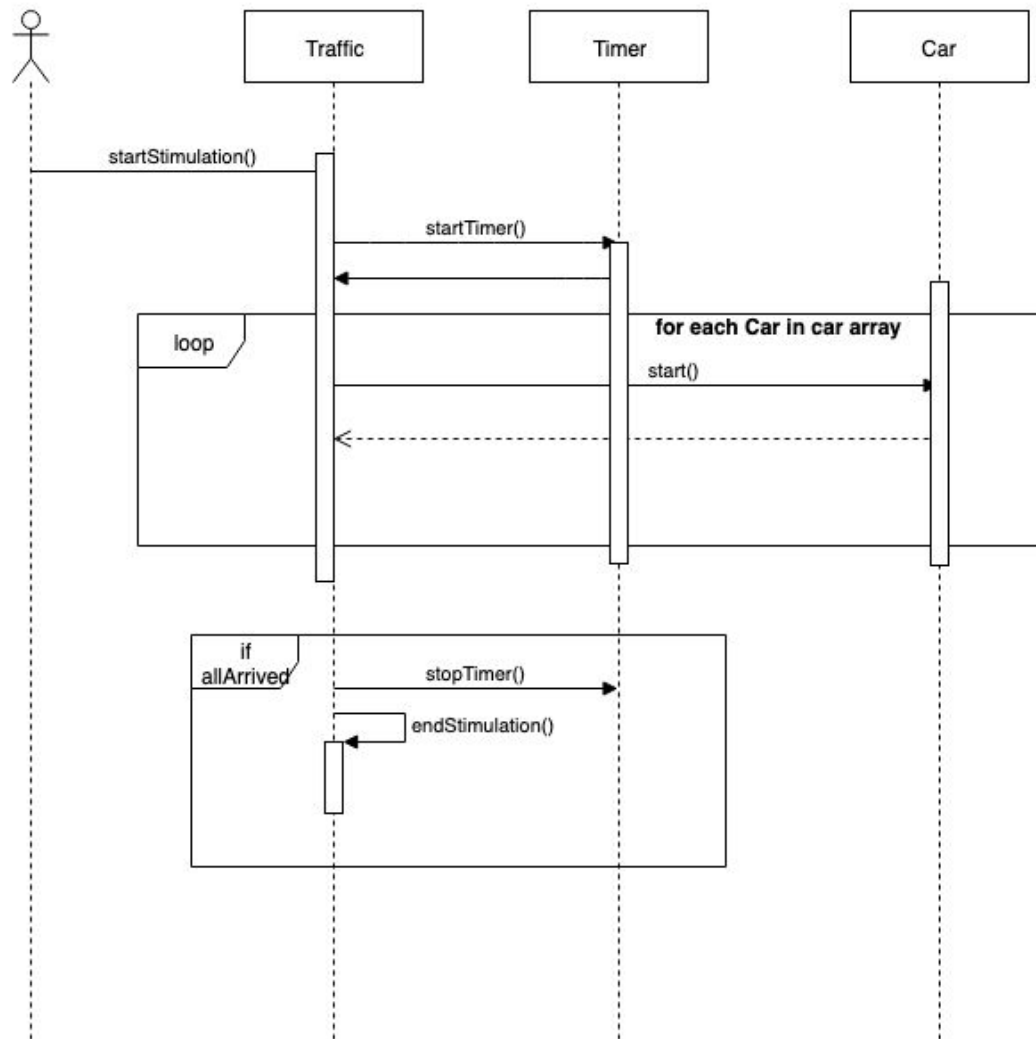 Traffic
Timer
Car
startStimulation()
startTimer()
for each Car in car array
loop
start()
if
allArrived
stopTimer()
endStimulation()